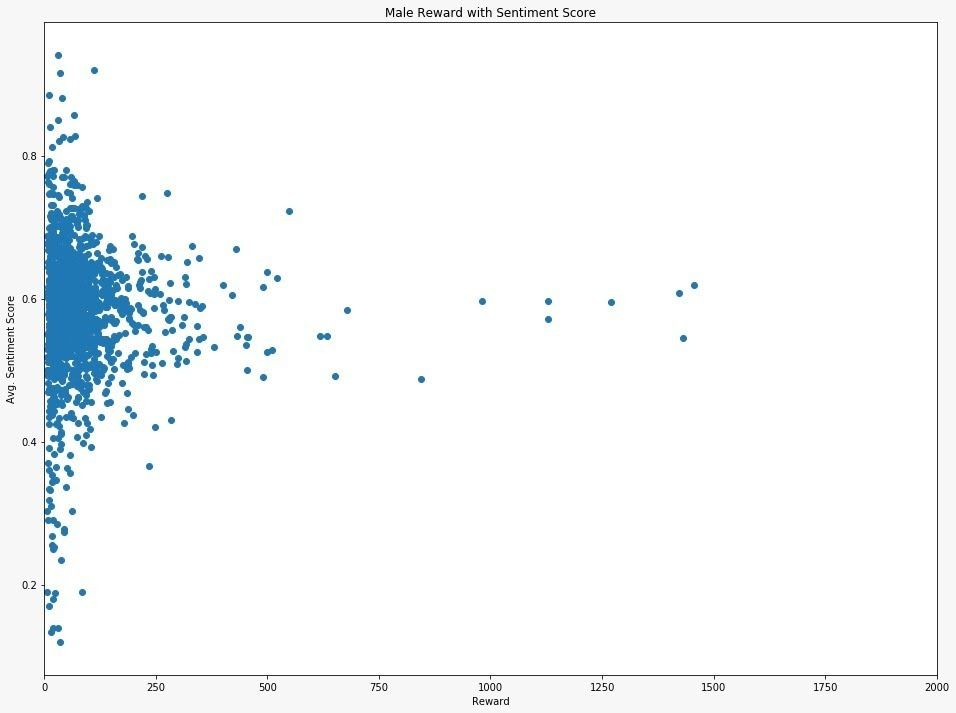 Male Reward with Sentiment Score
Avg. Sentiment Score
0.8
0.6
0.4
0.2
0 250 500 750 1000 1250 1500 1750 2000
Reward